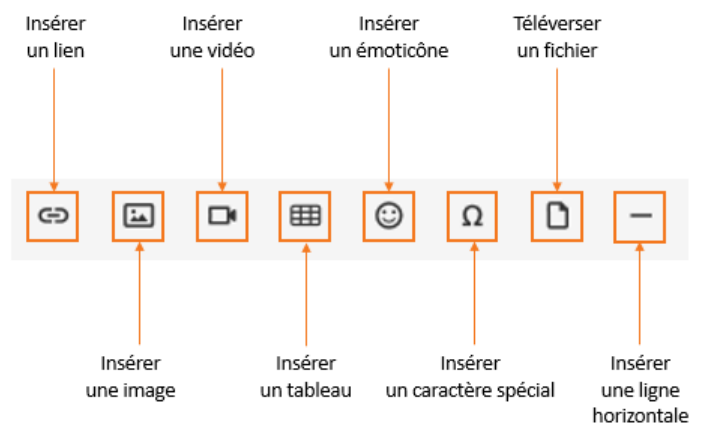 Insérer
un lien
Insérer
une vidéo
Insérer
un émoticône
Téléverser
un fichier
Ω
Insérer
une image
Insérer
un tableau
Insérer
un caractère spécial
Insérer
une ligne
horizontale